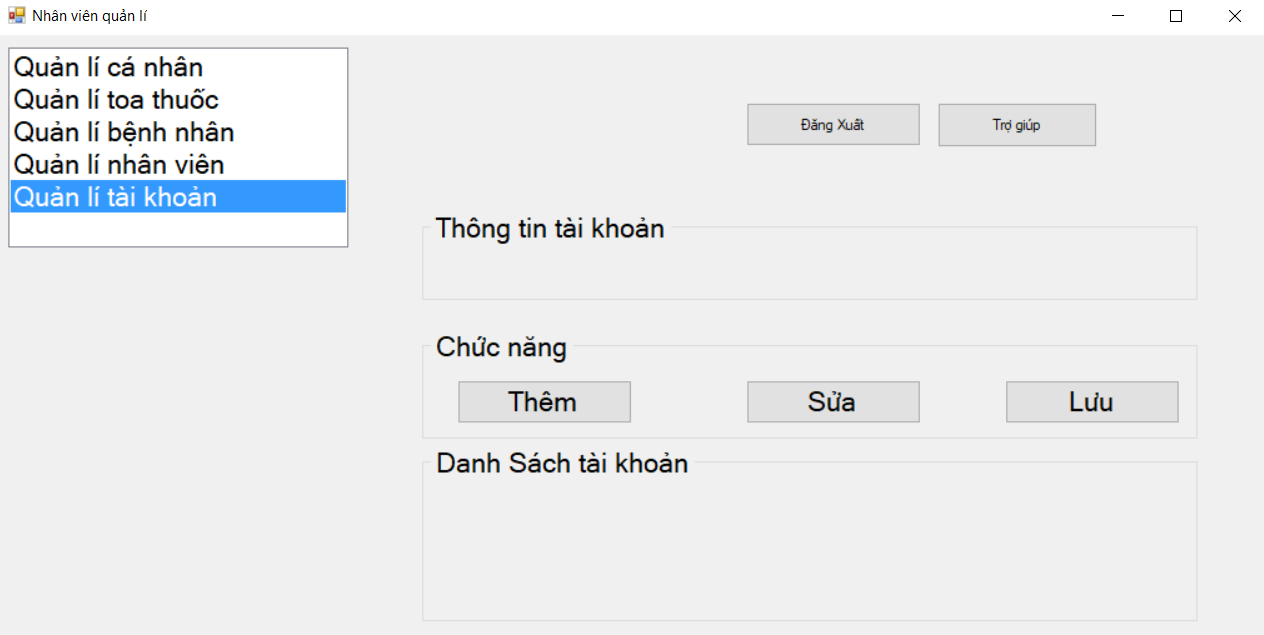 Nhân viên quản lí
Quản lí cá nhân
Quản lí toa thuốc
Quản lí bệnh nhân
Quản lí nhân viên
Quản lí tài khoản
Đăng Xuất
Trợ giúp
Thông tin tài khoản
Chức năng
Thêm
Sửa
Lưu
Danh Sách tài khoản